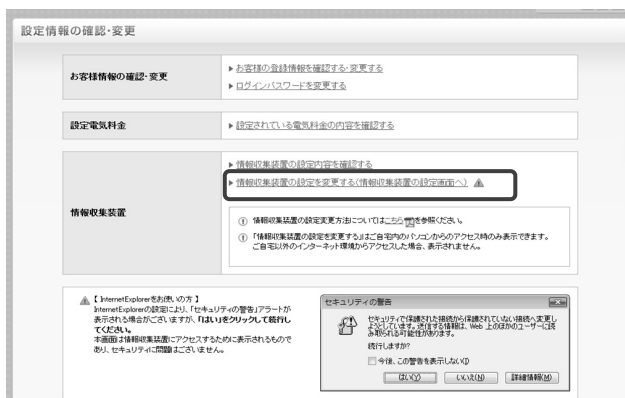 設定情報の確認・変更
お客様情報の確認・変更
▶ お客様の登録情報を確認する・変更する
▶ ログインパスワードを変更する
設定電気料金
▶ 設定されている電気料金の内容を確認する
情報収集装置
▶ 情報収集装置の設定内容を確認する
▶ 情報収集装置の設定を変更する(情報収集装置の設定画面へ)
情報収集装置の設定変更方法についてはこちらを参照ください。
「情報収集装置の設定を変更する」はご自宅内のパソコンからのアクセス時のみ表示できます。
ご自宅以外のインターネット環境からアクセスした場合、表示されません。
【 InternetExplorerをお使いの方 】
InternetExplorerの設定により、「セキュリティの警告」アラートが
表示される場合がございますが、「はい」をクリックして続行し
てください。
本画面は情報収集装置にアクセスするために表示されるもので
あり、セキュリティに問題はございません。
セキュリティの警告
セキュリティで保護された接続から保護されていない接続へ変更し
ようとしています。送信する情報は、Web 上のほかのユーザーに読
み取られる可能性があります。
続行しますか?
今後、この警告を表示しない(I)
はい(Y)
いいえ(N)
詳細情報(M)